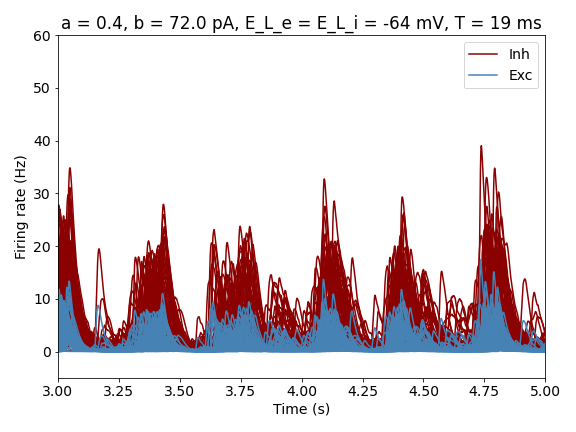 a = 0.4, b = 72.0 pA, E_L_e = E_L_i = -64 mV, T = 19 ms
Inh
Exc
Firing rate (Hz)
60
50
40
30
20
10
0
3.00 3.25 3.50 3.75 4.00 4.25 4.50 4.75 5.00
Time (s)